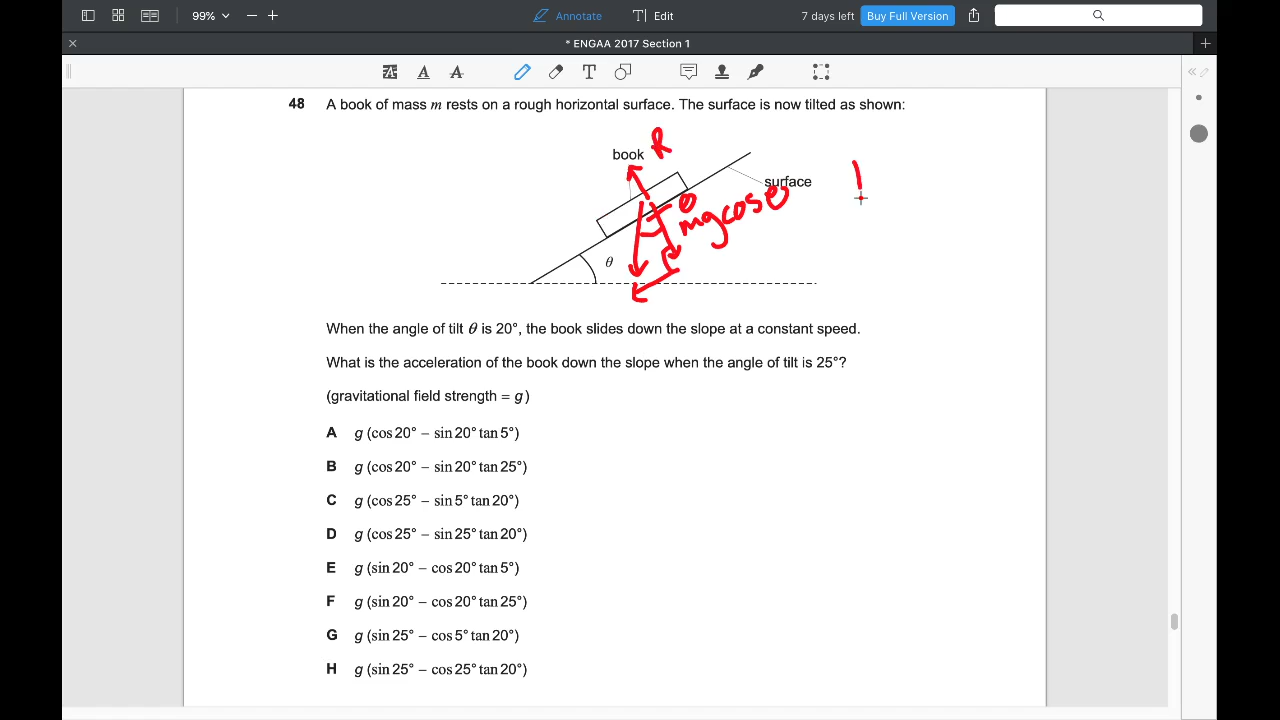 99% Annotate Edit 7 days left Buy Full Version
* ENGAA 2017 Section 1
48 A book of mass m rests on a rough horizontal surface. The surface is now tilted as shown:
R
book
surface
θ
mgcosθ
θ
When the angle of tilt θ is 20°, the book slides down the slope at a constant speed.
What is the acceleration of the book down the slope when the angle of tilt is 25°?
(gravitational field strength = g)
A g (cos 20° − sin 20° tan 5°)
B g (cos 20° − sin 20° tan 25°)
C g (cos 25° − sin 5° tan 20°)
D g (cos 25° − sin 25° tan 20°)
E g (sin 20° − cos 20° tan 5°)
F g (sin 20° − cos 20° tan 25°)
G g (sin 25° − cos 5° tan 20°)
H g (sin 25° − cos 25° tan 20°)